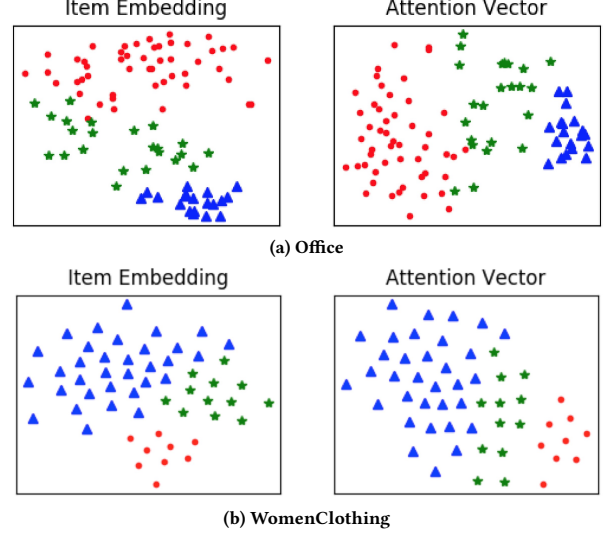 Item Embedding
Attention Vector
(a) Office
Item Embedding
Attention Vector
(b) WomenClothing